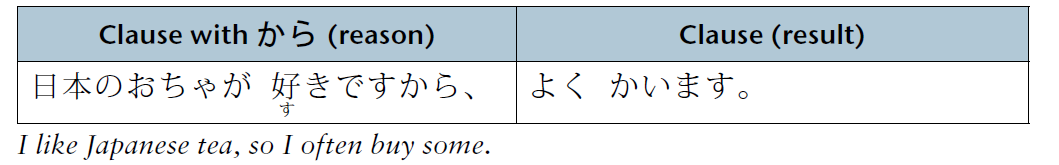 Clause with から (reason) Clause (result)
日本のおちゃが 好きですから、 よく かいます。
す
I like Japanese tea, so I often buy some.